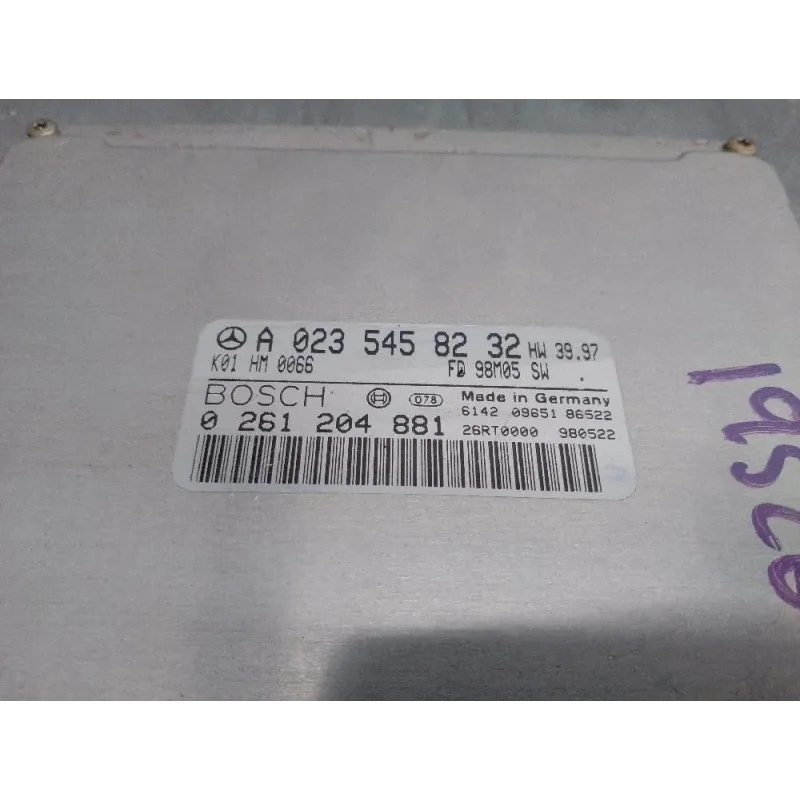 A 023 545 82 32 HW 39.97
K01 HM 0066 FD 98M05 SW .
BOSCH 078 Made in Germany
6142 09651 86522
0 261 204 881 26RT0000 980522